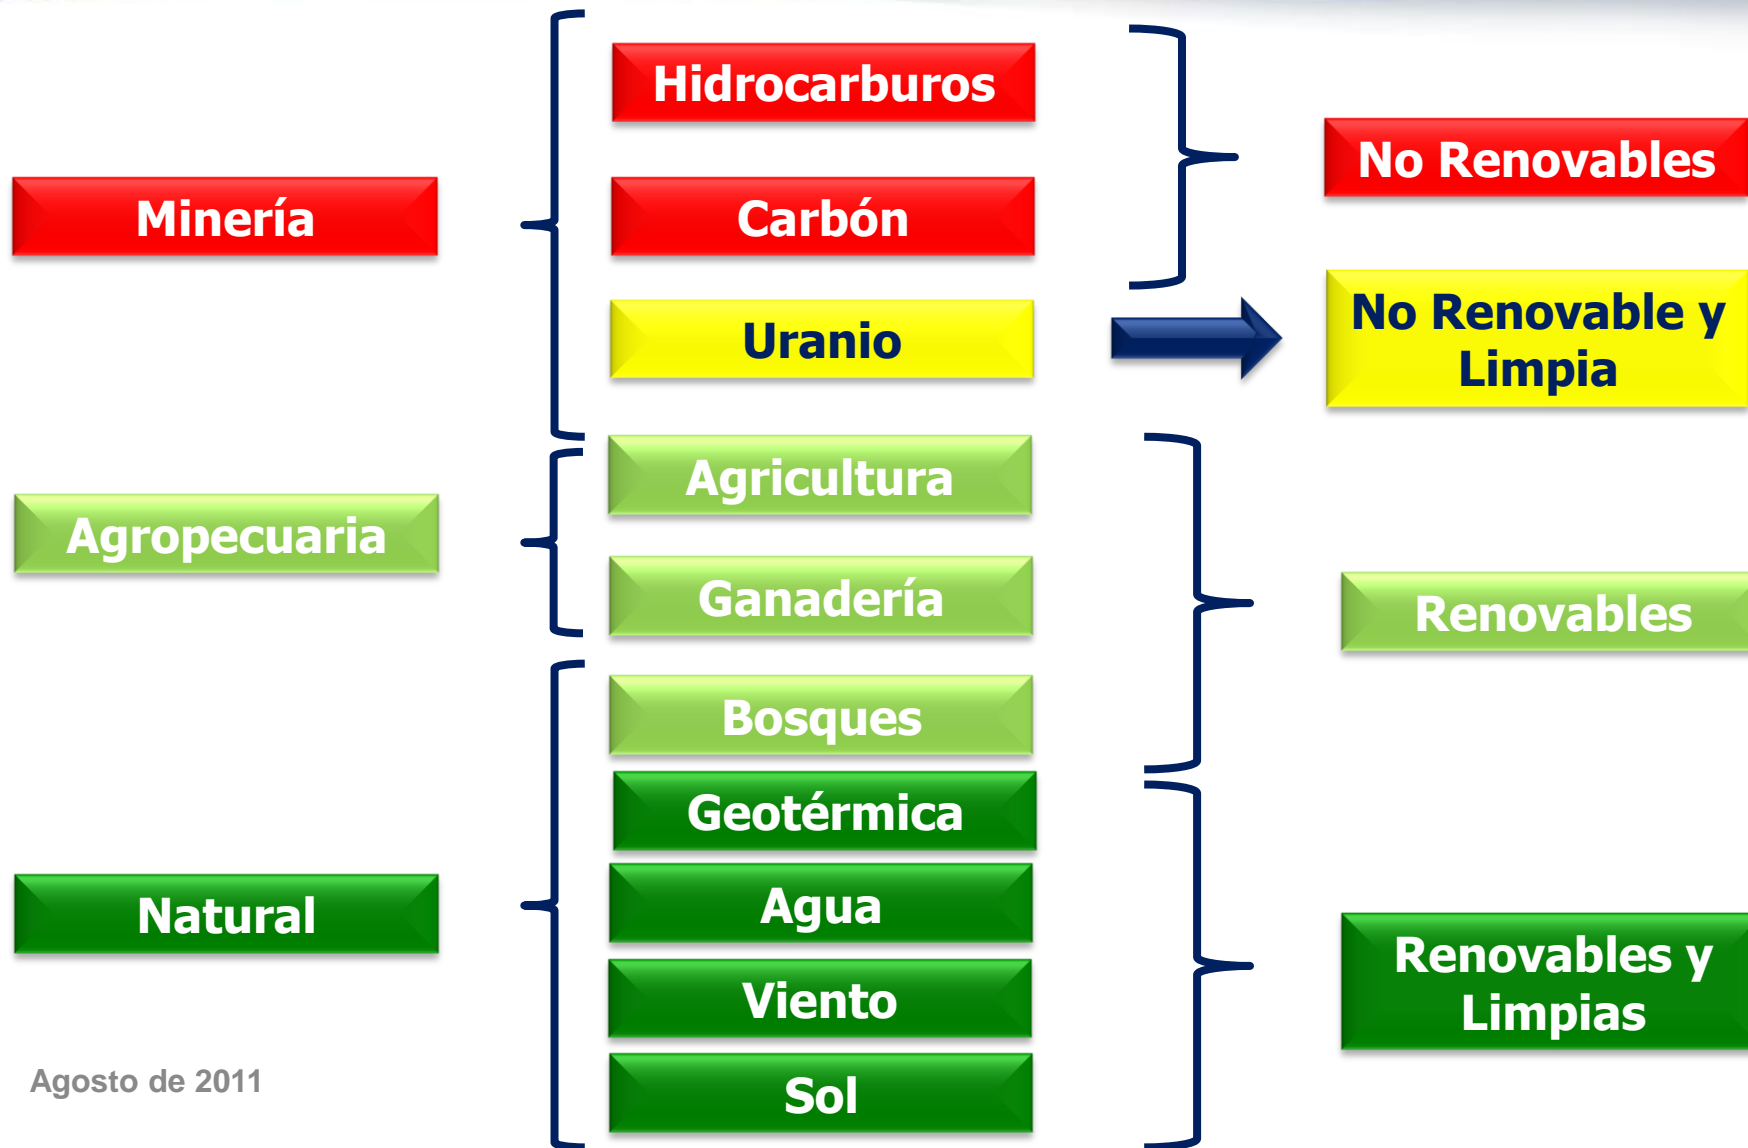 Hidrocarburos
No Renovables
Minería
Carbón
Uranio
No Renovable y
Limpia
Agricultura
Agropecuaria
Ganadería
Renovables
Bosques
Geotérmica
Natural
Agua
Renovables y
Limpias
Viento
Sol
Agosto de 2011